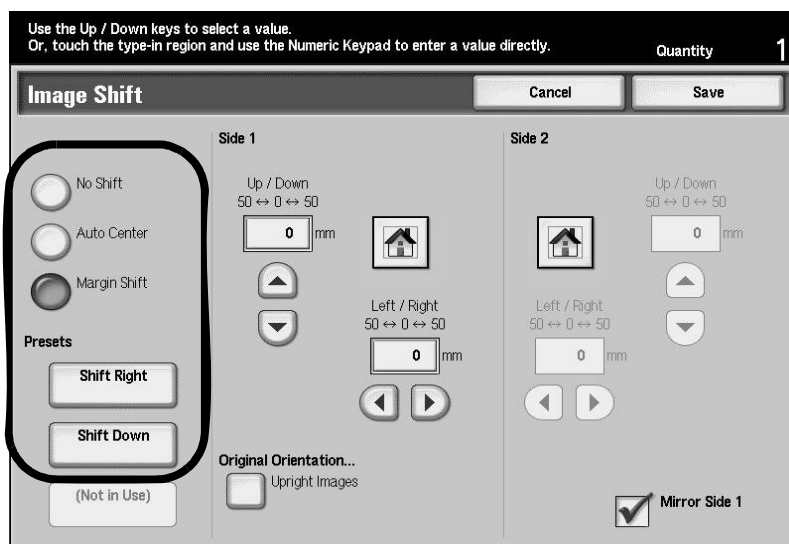 Use the Up / Down keys to select a value.
Or, touch the type-in region and use the Numeric Keypad to enter a value directly.
Quantity 1
Image Shift
Cancel
Save
No Shift
Auto Center
Margin Shift
Presets
Shift Right
Shift Down
(Not in Use)
Side 1
Up / Down
50 ↔ 0 ↔ 50
0 mm
Left / Right
50 ↔ 0 ↔ 50
0 mm
Original Orientation...
Upright Images
Side 2
Up / Down
50 ↔ 0 ↔ 50
0 mm
Left / Right
50 ↔ 0 ↔ 50
0 mm
Mirror Side 1